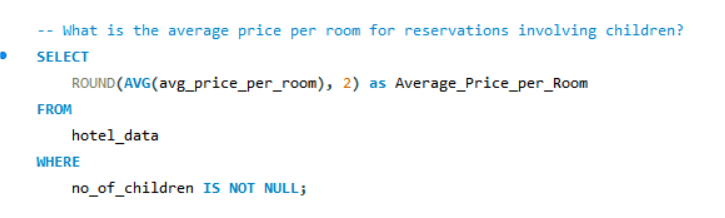 -- What is the average price per room for reservations involving children?
SELECT
ROUND(AVG(avg_price_per_room), 2) as Average_Price_per_Room
FROM
hotel_data
WHERE
no_of_children IS NOT NULL;